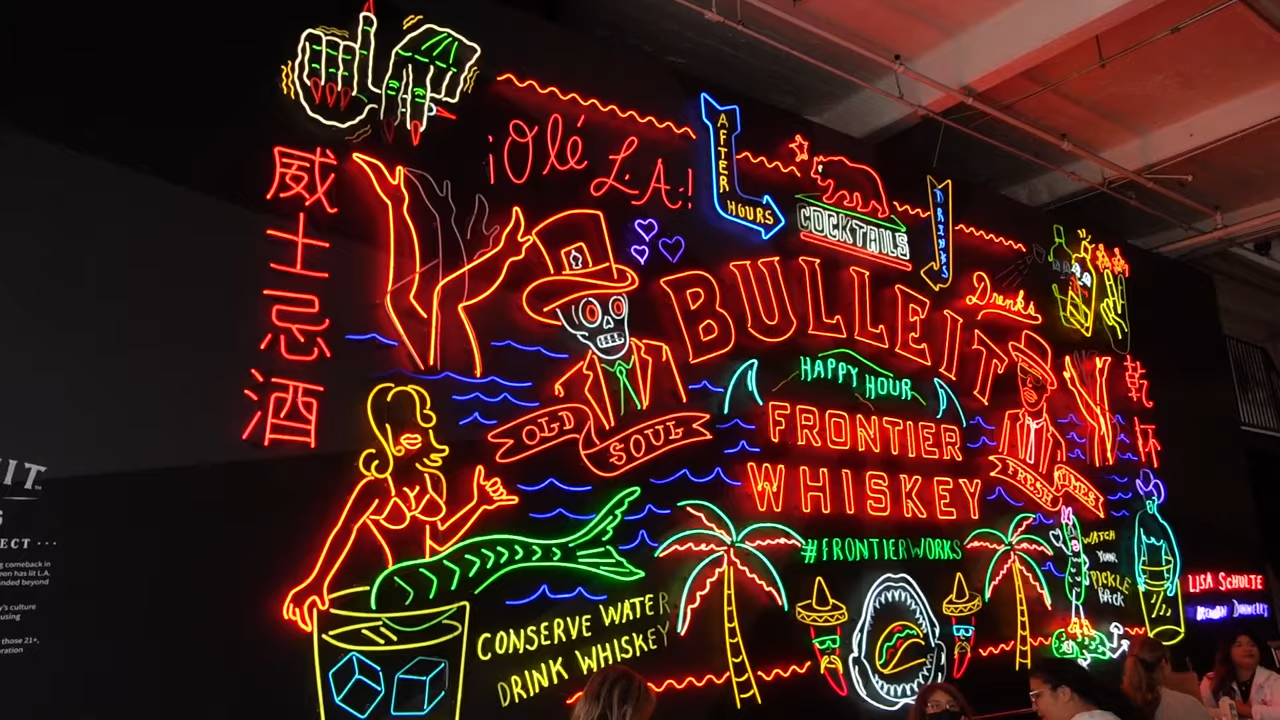 威士忌酒
¡Olé L.A.!
AFTER
HOURS
COCKTAILS
DRINKS
Drinks
BULLEIT
HAPPY HOUR
FRONTIER
WHISKEY
#FRONTIERWORKS
OLD
SOUL
FRESH
TIMES
乾杯
CONSERVE WATER
DRINK WHISKEY
WATCH
YOUR
PICKLE
BACK
LISA SCHULTE